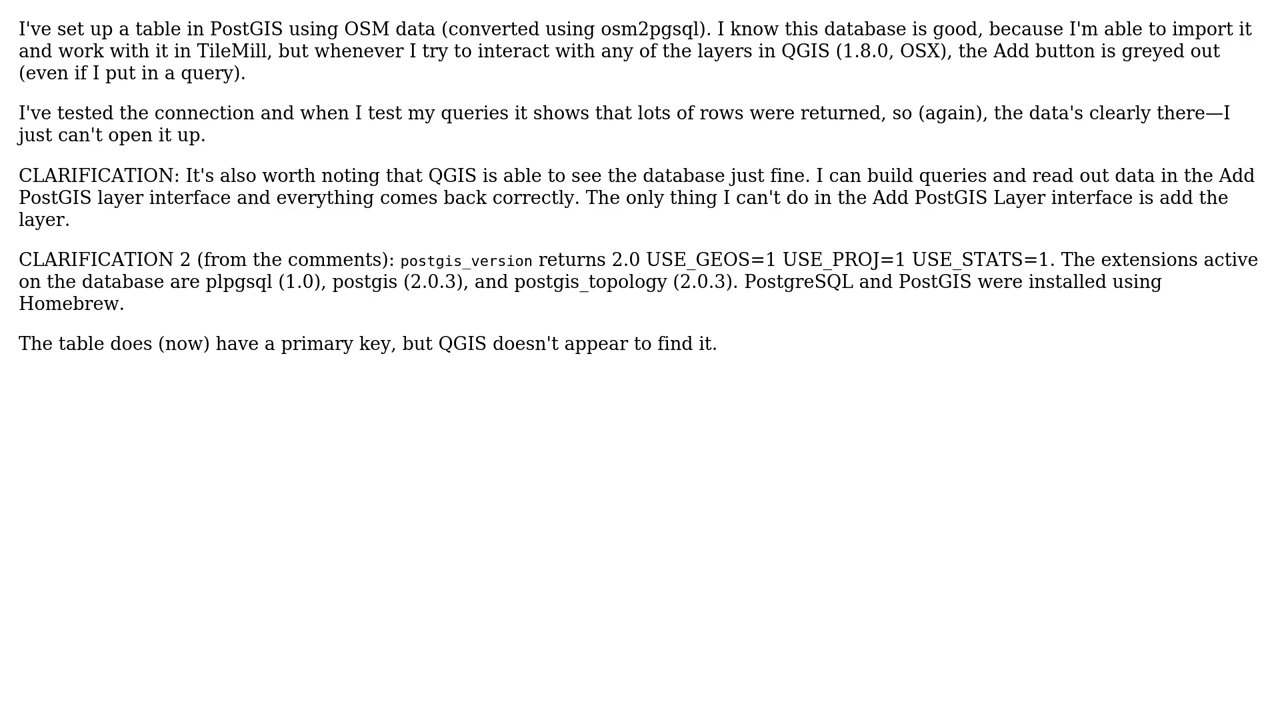 I've set up a table in PostGIS using OSM data (converted using osm2pgsql). I know this database is good, because I'm able to import it
and work with it in TileMill, but whenever I try to interact with any of the layers in QGIS (1.8.0, OSX), the Add button is greyed out
(even if I put in a query).
I've tested the connection and when I test my queries it shows that lots of rows were returned, so (again), the data's clearly there—I
just can't open it up.
CLARIFICATION: It's also worth noting that QGIS is able to see the database just fine. I can build queries and read out data in the Add
PostGIS layer interface and everything comes back correctly. The only thing I can't do in the Add PostGIS Layer interface is add the
layer.
CLARIFICATION 2 (from the comments): postgis_version returns 2.0 USE_GEOS=1 USE_PROJ=1 USE_STATS=1. The extensions active
on the database are plpgsql (1.0), postgis (2.0.3), and postgis_topology (2.0.3). PostgreSQL and PostGIS were installed using
Homebrew.
The table does (now) have a primary key, but QGIS doesn't appear to find it.